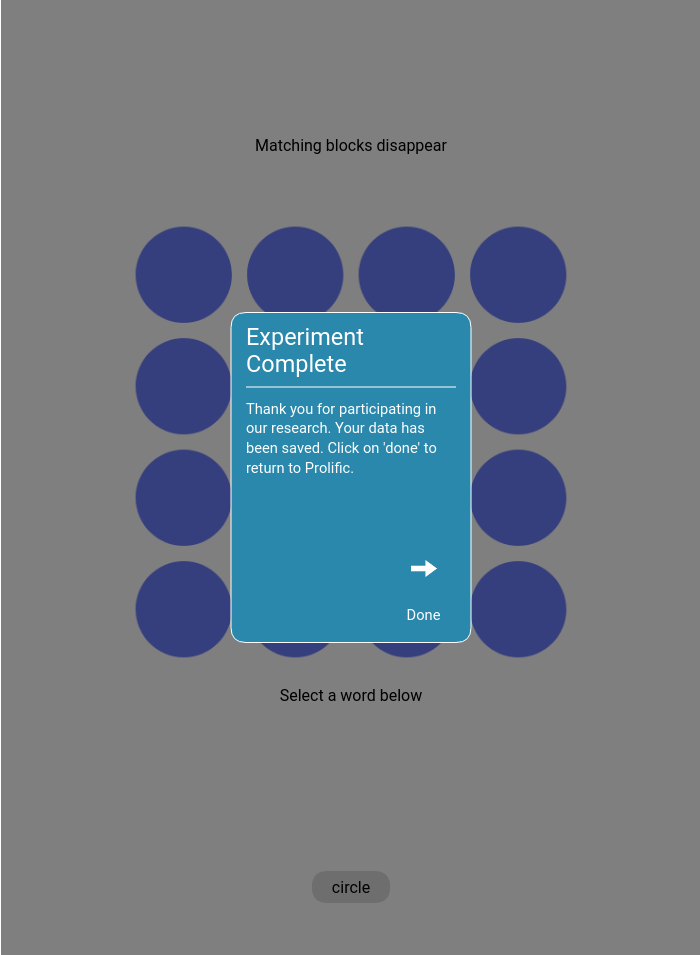 Matching blocks disappear
Experiment
Complete
Thank you for participating in
our research. Your data has
been saved. Click on 'done' to
return to Prolific.
Done
Select a word below
circle